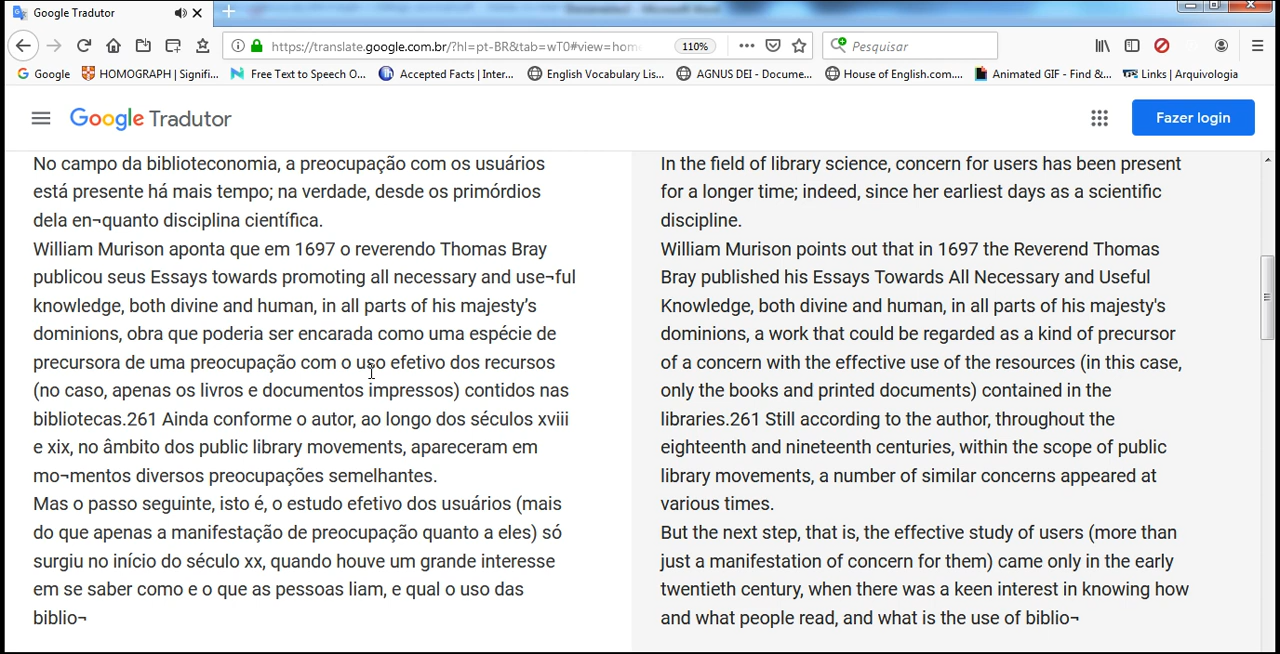 Google Tradutor
https://translate.google.com.br/?hl=pt-BR&tab=wT0#view=hom
110%
Pesquisar
Google
HOMOGRAPH | Signifi...
Free Text to Speech O...
Accepted Facts | Inter...
English Vocabulary Lis...
AGNUS DEI - Docume...
House of English.com....
Animated GIF - Find &...
Links | Arquivologia
Google Tradutor
Fazer login
No campo da biblioteconomia, a preocupação com os usuários
está presente há mais tempo; na verdade, desde os primórdios
dela en¬quanto disciplina científica.
William Murison aponta que em 1697 o reverendo Thomas Bray
publicou seus Essays towards promoting all necessary and use¬ful
knowledge, both divine and human, in all parts of his majesty’s
dominions, obra que poderia ser encarada como uma espécie de
precursora de uma preocupação com o uso efetivo dos recursos
(no caso, apenas os livros e documentos impressos) contidos nas
bibliotecas.261 Ainda conforme o autor, ao longo dos séculos xviii
e xix, no âmbito dos public library movements, apareceram em
mo¬mentos diversos preocupações semelhantes.
Mas o passo seguinte, isto é, o estudo efetivo dos usuários (mais
do que apenas a manifestação de preocupação quanto a eles) só
surgiu no início do século xx, quando houve um grande interesse
em se saber como e o que as pessoas liam, e qual o uso das
biblio¬
In the field of library science, concern for users has been present
for a longer time; indeed, since her earliest days as a scientific
discipline.
William Murison points out that in 1697 the Reverend Thomas
Bray published his Essays Towards All Necessary and Useful
Knowledge, both divine and human, in all parts of his majesty's
dominions, a work that could be regarded as a kind of precursor
of a concern with the effective use of the resources (in this case,
only the books and printed documents) contained in the
libraries.261 Still according to the author, throughout the
eighteenth and nineteenth centuries, within the scope of public
library movements, a number of similar concerns appeared at
various times.
But the next step, that is, the effective study of users (more than
just a manifestation of concern for them) came only in the early
twentieth century, when there was a keen interest in knowing how
and what people read, and what is the use of biblio¬